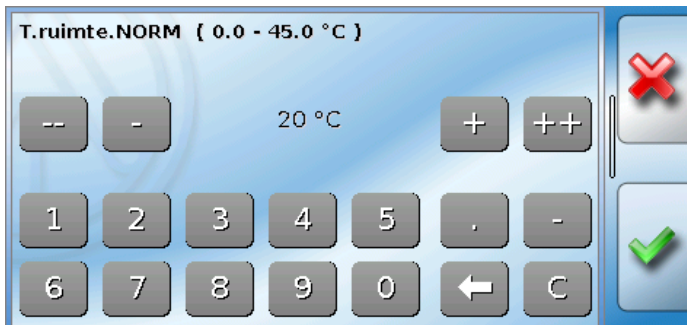 T.ruimte.NORM ( 0.0 - 45.0 °C )
-- - 20 °C + ++
1 2 3 4 5 . -
6 7 8 9 0 C